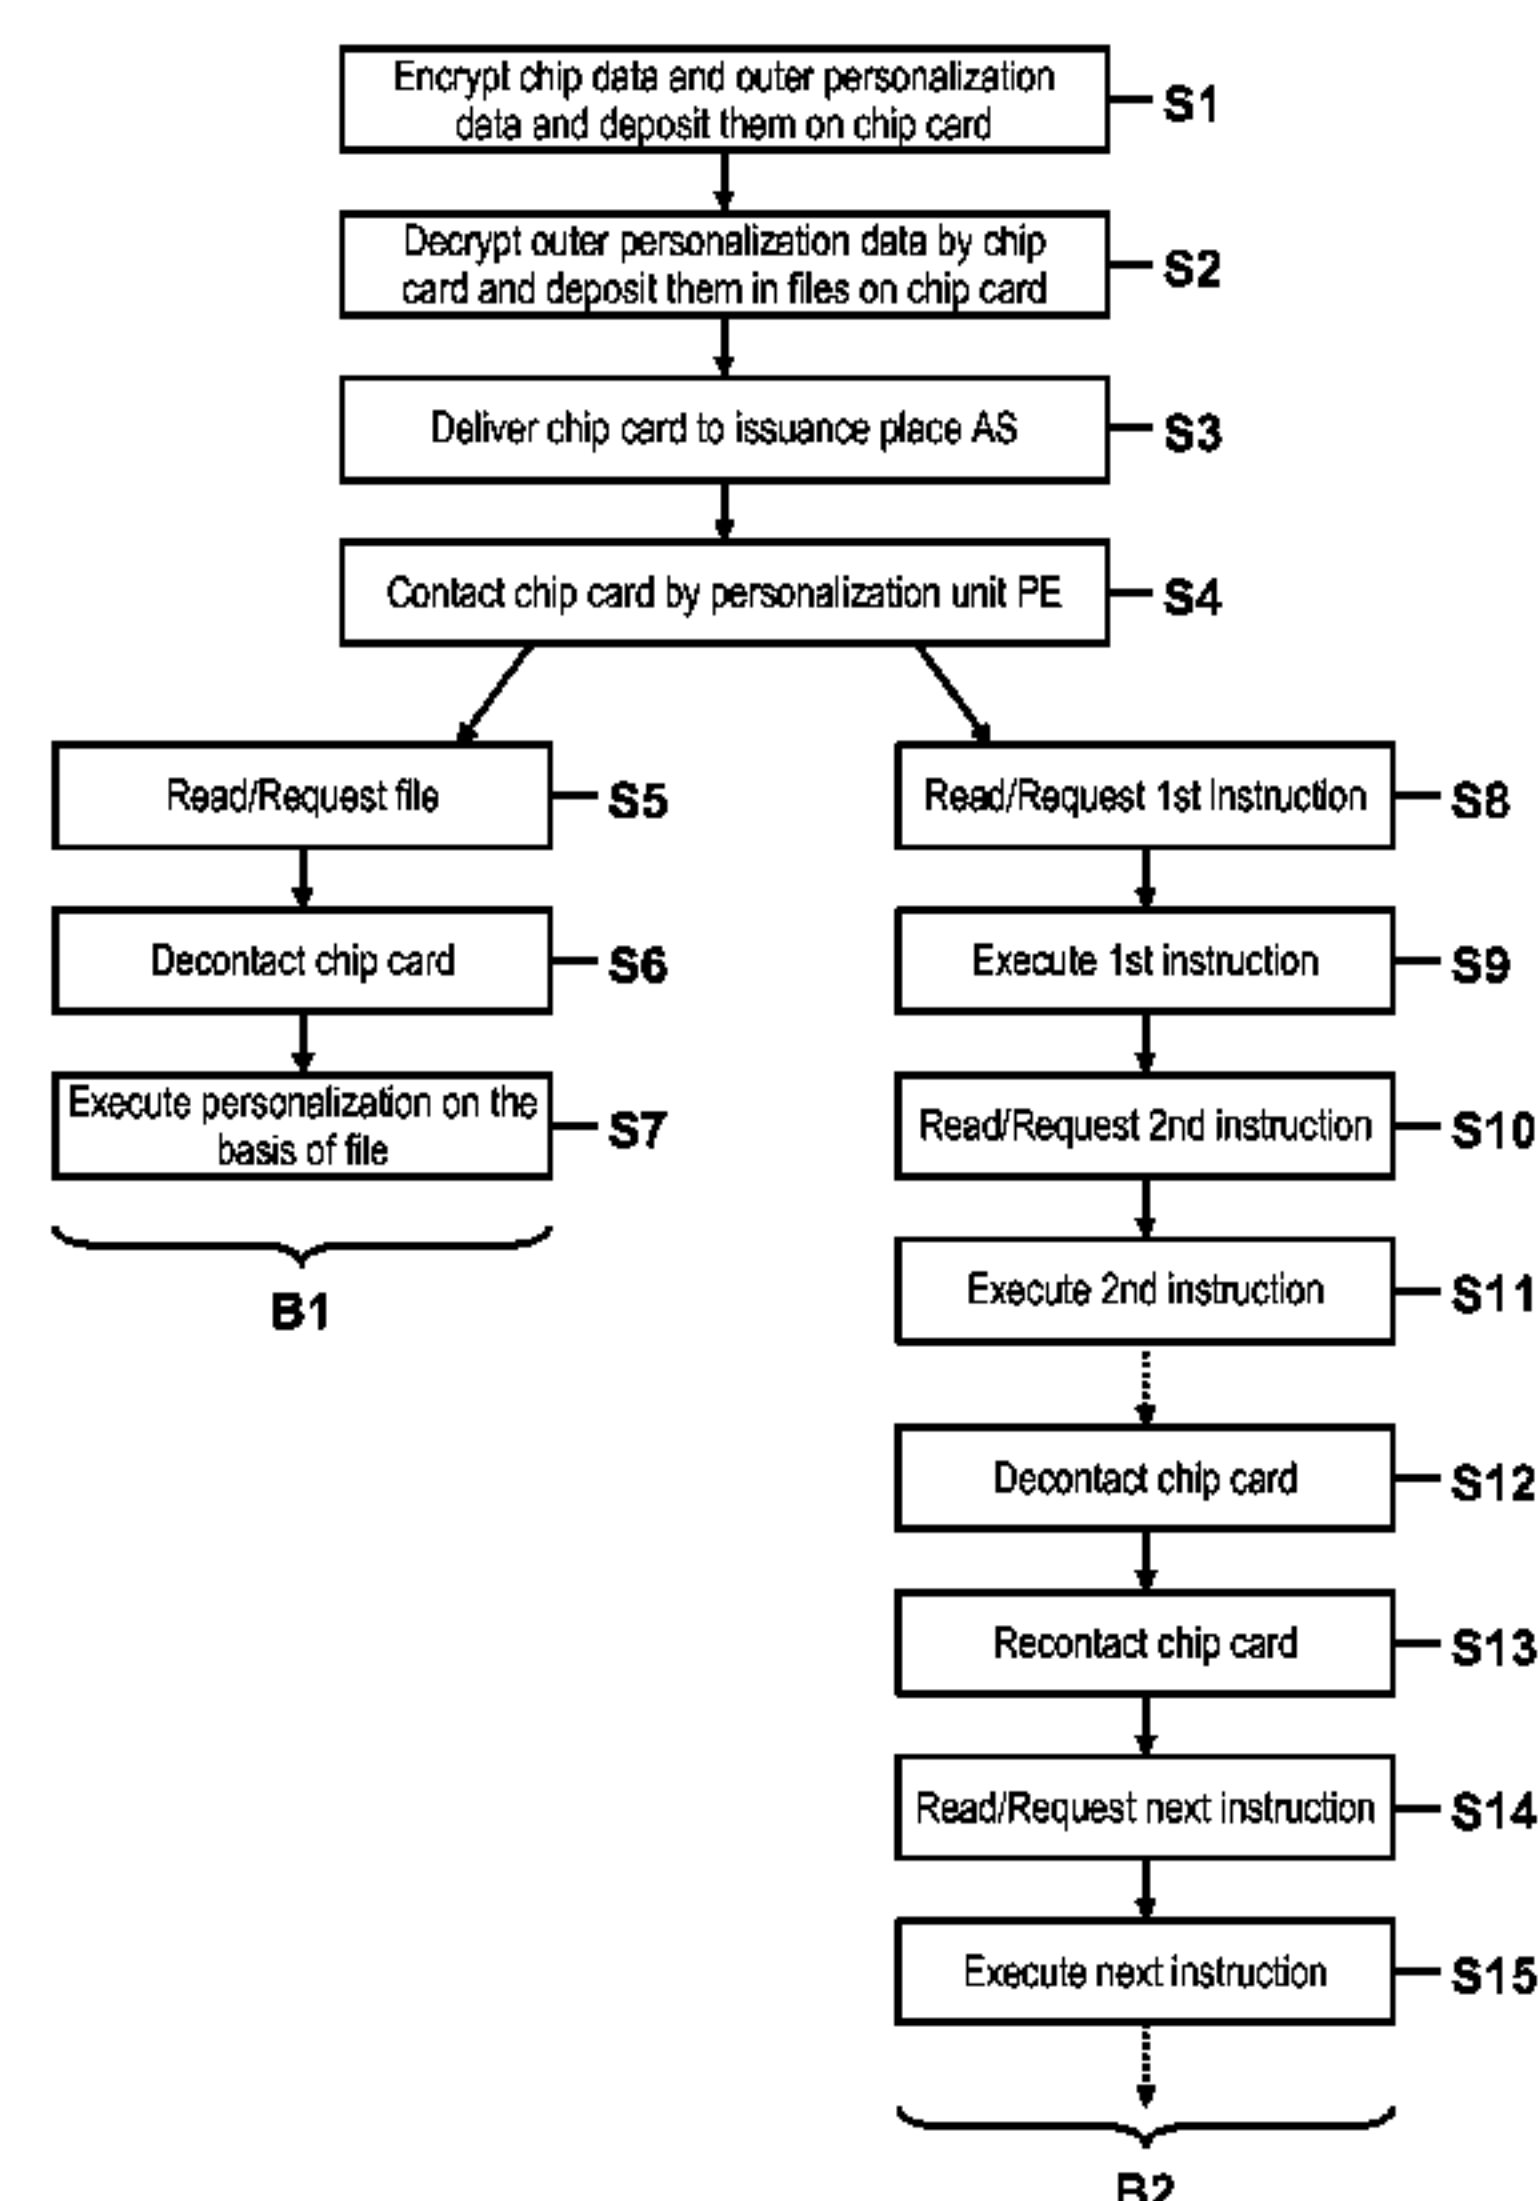 Encrypt chip data and outer personalization
data and deposit them on chip card
S1
Decrypt outer personalization data by chip
card and deposit them in files on chip card
S2
Deliver chip card to issuance place AS
S3
Contact chip card by personalization unit PE
S4
Read/Request file
S5
Decontact chip card
S6
Execute personalization on the
basis of file
S7
B1
Read/Request 1st Instruction
S8
Execute 1st instruction
S9
Read/Request 2nd instruction
S10
Execute 2nd instruction
S11
Decontact chip card
S12
Recontact chip card
S13
Read/Request next instruction
S14
Execute next instruction
S15
B2